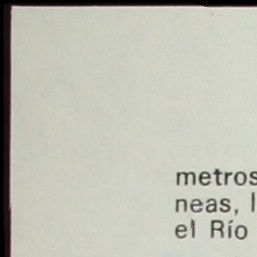 metros
neas, l
el Río